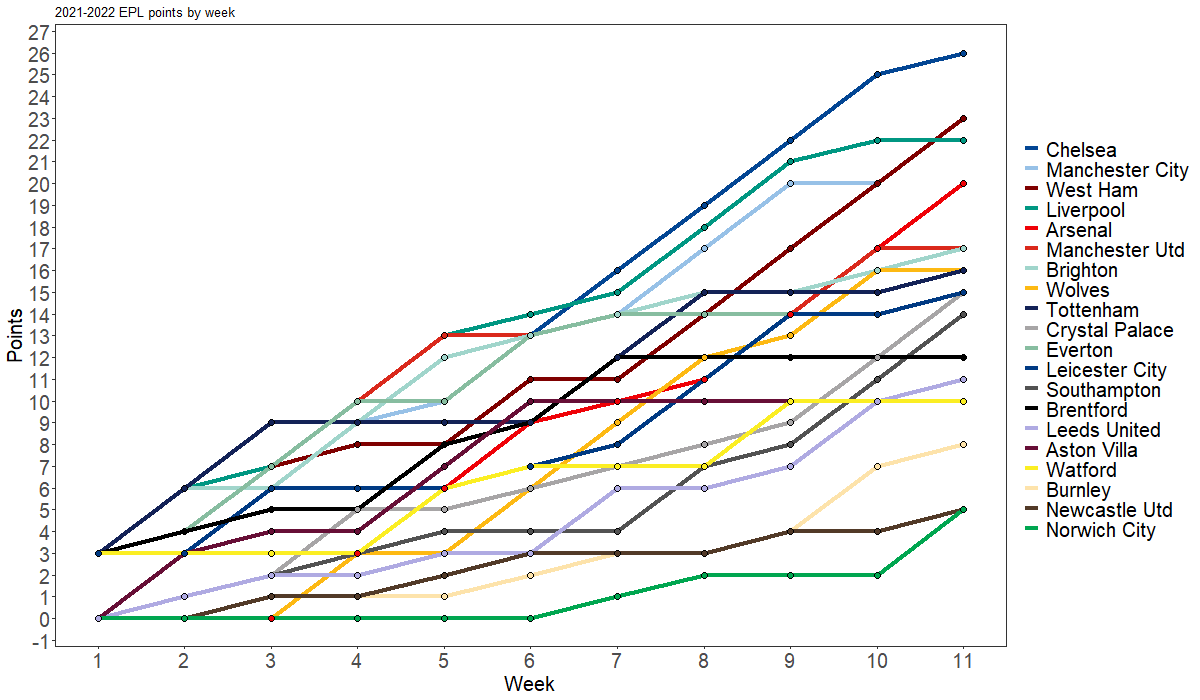 2021-2022 EPL points by week
Points
27
26
25
24
23
22
21
20
19
18
17
16
15
14
13
12
11
10
9
8
7
6
5
4
3
2
1
0
-1
1 2 3 4 5 6 7 8 9 10 11
Week
Chelsea
Manchester City
West Ham
Liverpool
Arsenal
Manchester Utd
Brighton
Wolves
Tottenham
Crystal Palace
Everton
Leicester City
Southampton
Brentford
Leeds United
Aston Villa
Watford
Burnley
Newcastle Utd
Norwich City